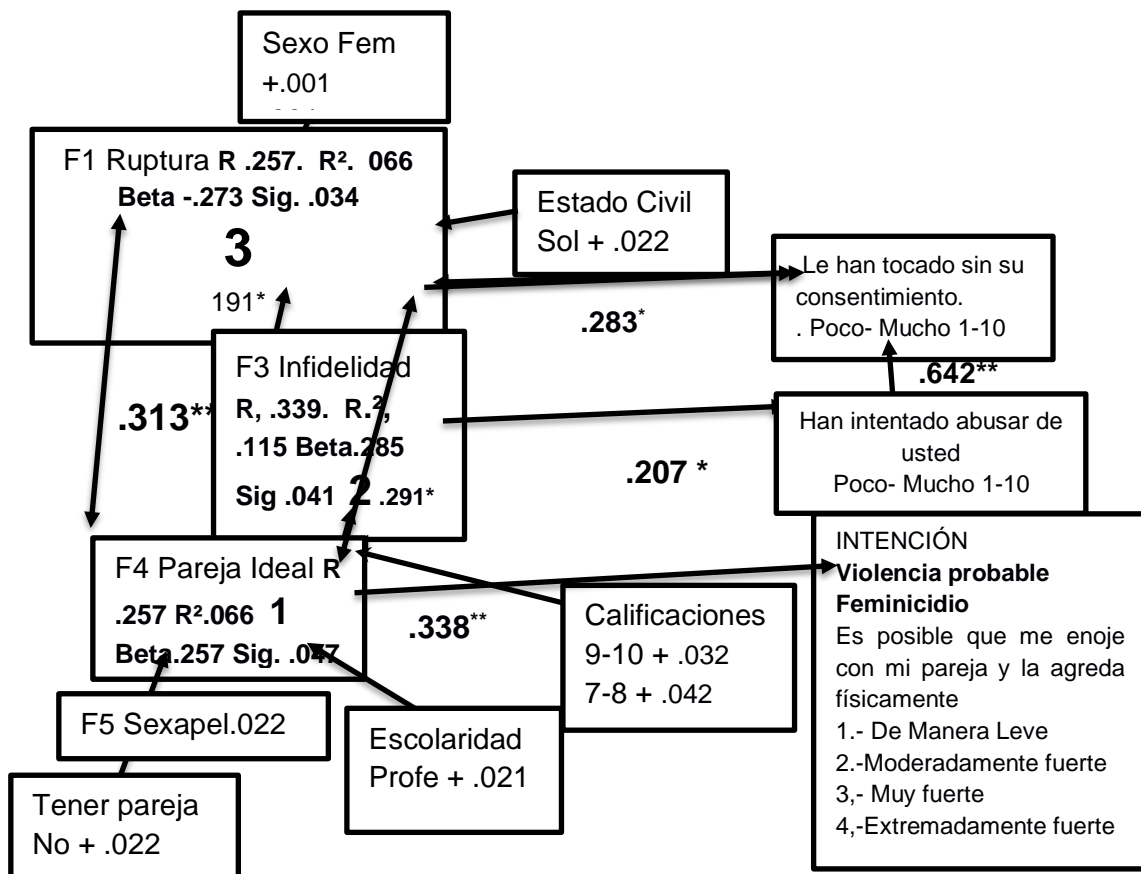 Sexo Fem
+.001
F1 Ruptura R .257. R². 066
Beta -.273 Sig. .034
3
191*
Estado Civil
Sol + .022
Le han tocado sin su
consentimiento.
. Poco- Mucho 1-10
.283*
F3 Infidelidad
R, .339. R.²,
.115 Beta.285
Sig .041 2 .291*
.313**
.642**
Han intentado abusar de
usted
Poco- Mucho 1-10
.207 *
F4 Pareja Ideal R
.257 R².066 1
Beta.257 Sig. .047
.338**
Calificaciones
9-10 + .032
7-8 + .042
INTENCIÓN
Violencia probable
Feminicidio
Es posible que me enoje
con mi pareja y la agreda
físicamente
1.- De Manera Leve
2.-Moderadamente fuerte
3,- Muy fuerte
4,-Extremadamente fuerte
F5 Sexapel.022
Escolaridad
Profe + .021
Tener pareja
No + .022